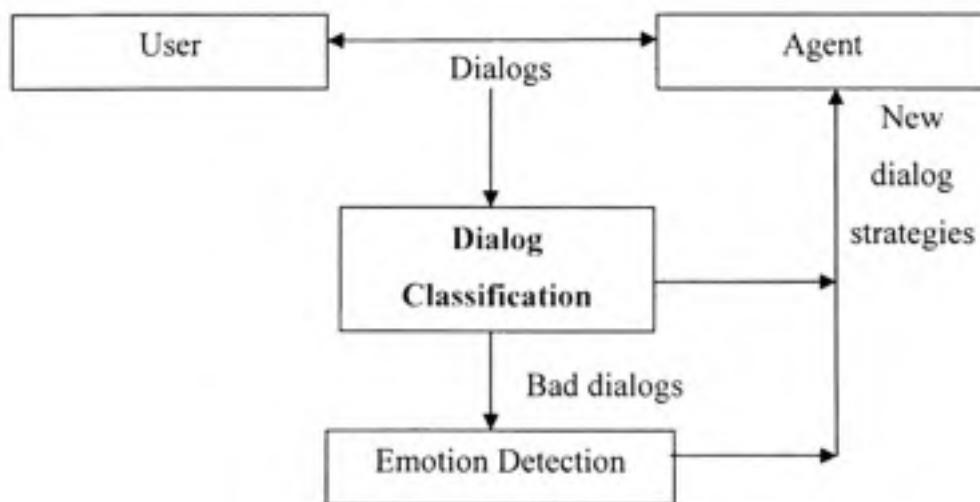 User
Agent
Dialogs
New
dialog
strategies
Dialog
Classification
Bad dialogs
Emotion Detection